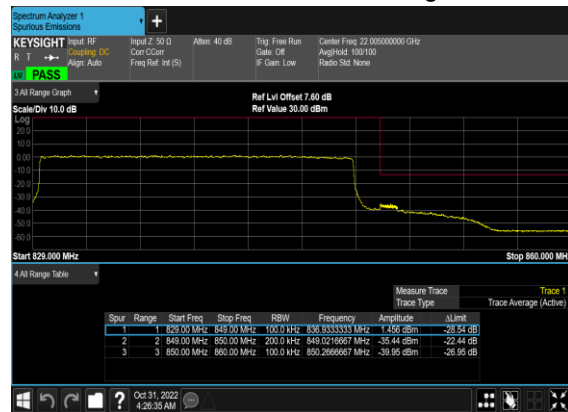 Spectrum Analyzer 1
Spurious Emissions
+
KEYSIGHT Input: RF Input Z: 50 Ω Atten: 40 dB Trig: Free Run Center Freq: 22.005000000 GHz
R T Coupling: DC Corr CCorr Gate: Off Avg|Hold: 100/100
Align: Auto Freq Ref: Int (S) IF Gain: Low Radio Std: None
LW PASS
3 All Range Graph Ref Lvl Offset 7.60 dB
Scale/Div 10.0 dB Ref Value 30.00 dBm
Log
20.0
10.0
0.00
-10.0
-20.0
-30.0
-40.0
-50.0
-60.0
Start 829.000 MHz Stop 860.000 MH
4 All Range Table
Measure Trace Trace 1
Trace Type Trace Average (Active)
Spur Range Start Freq Stop Freq RBW Frequency Amplitude ΔLimit
1 1 829.00 MHz 849.00 MHz 100.0 kHz 836.9333333 MHz 1.456 dBm -28.54 dB
2 2 849.00 MHz 850.00 MHz 200.0 kHz 849.0216667 MHz -35.44 dBm -22.44 dB
3 3 850.00 MHz 860.00 MHz 100.0 kHz 850.2666667 MHz -39.95 dBm -26.95 dB
? Oct 31, 2022
4:26:35 AM